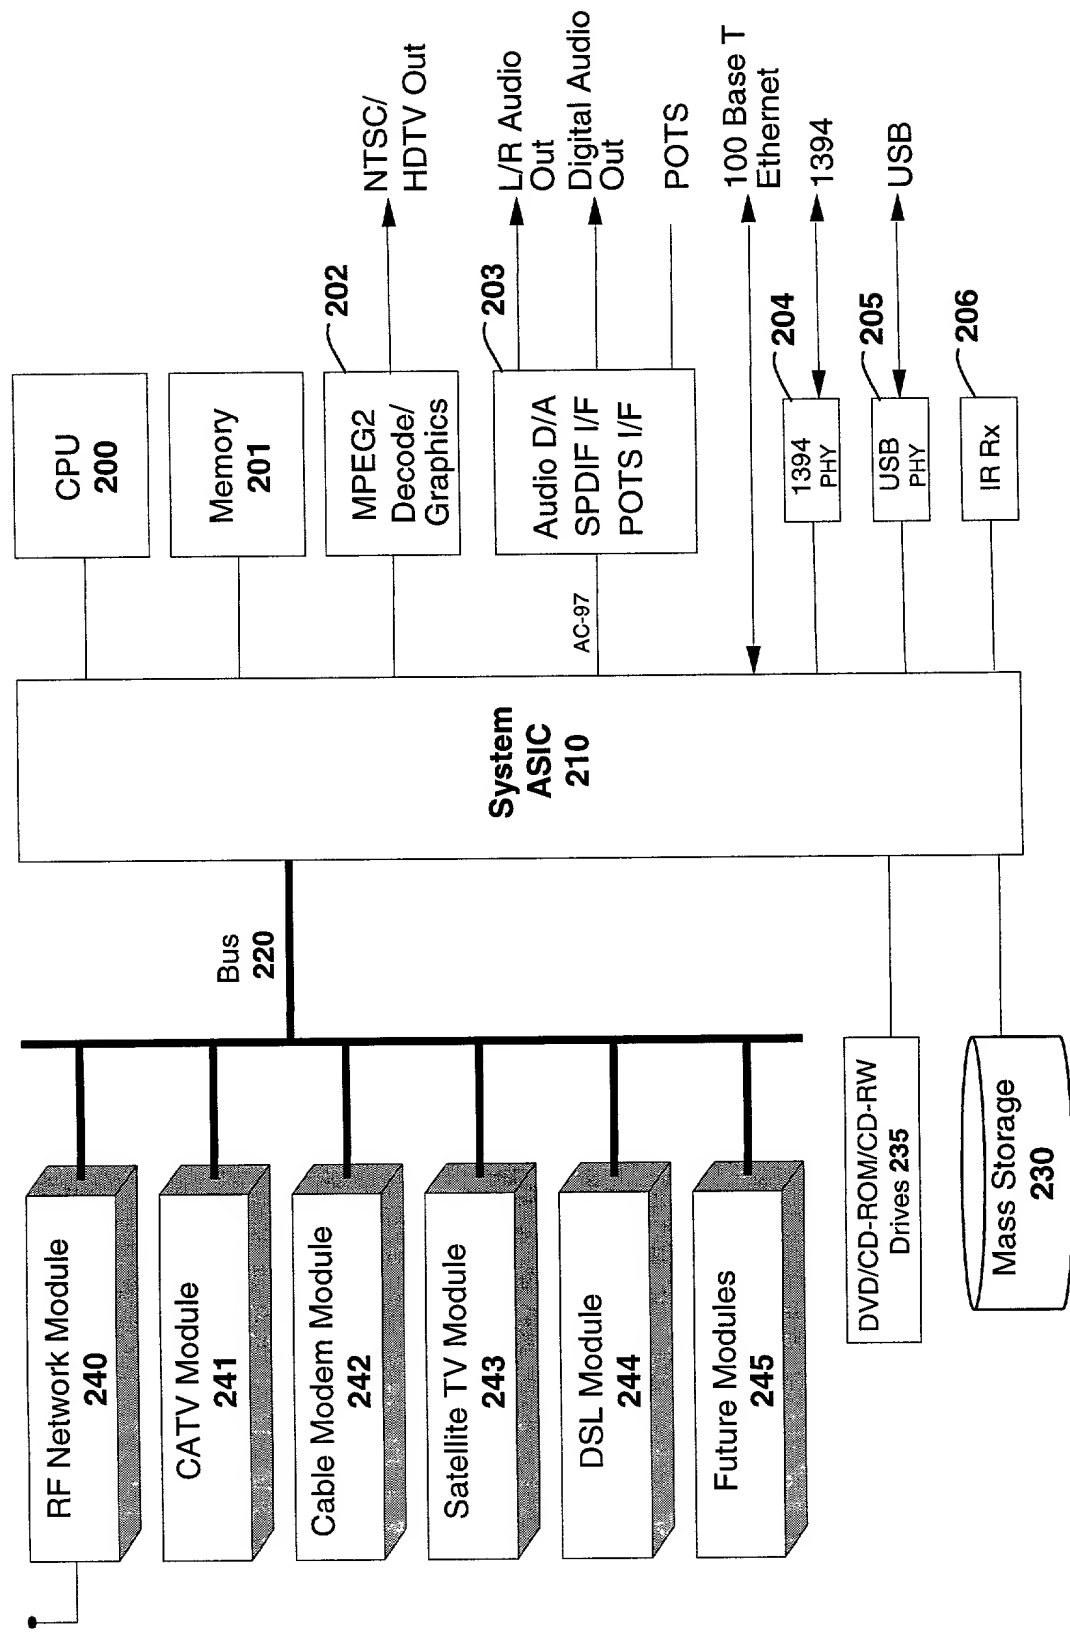 RF Network Module
240
CATV Module
241
Cable Modem Module
242
Satellite TV Module
243
DSL Module
244
Future Modules
245
DVD/CD-ROM/CD-RW
Drives 235
Mass Storage
230
Bus
220
System
ASIC
210
CPU
200
Memory
201
MPEG2
Decode/
Graphics
202
NTSC/
HDTV Out
AC-97
Audio D/A
SPDIF I/F
POTS I/F
203
L/R Audio
Out
Digital Audio
Out
POTS
100 Base T
Ethernet
1394
PHY
204
1394
USB
PHY
205
USB
IR Rx
206